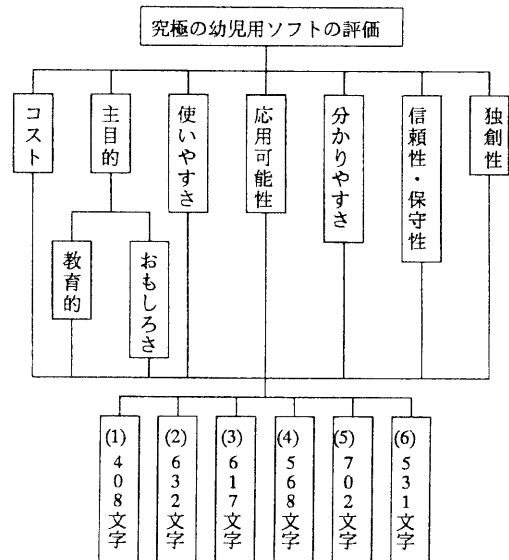 究極の幼児用ソフトの評価
コスト
主目的
使いやすさ
応用可能性
分かりやすさ
信頼性・保守性
独創性
教育的
おもしろさ
(1)408文字
(2)632文字
(3)617文字
(4)568文字
(5)702文字
(6)531文字